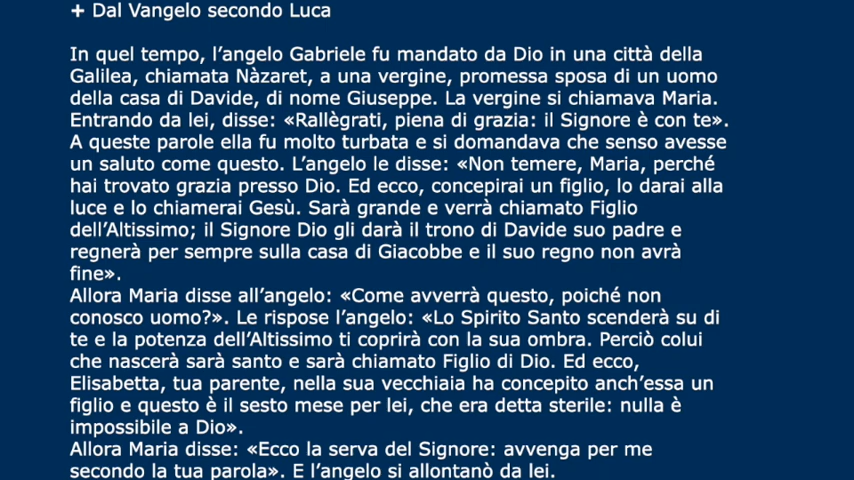 + Dal Vangelo secondo Luca
In quel tempo, l’angelo Gabriele fu mandato da Dio in una città della
Galilea, chiamata Nàzaret, a una vergine, promessa sposa di un uomo
della casa di Davide, di nome Giuseppe. La vergine si chiamava Maria.
Entrando da lei, disse: «Rallègrati, piena di grazia: il Signore è con te».
A queste parole ella fu molto turbata e si domandava che senso avesse
un saluto come questo. L’angelo le disse: «Non temere, Maria, perché
hai trovato grazia presso Dio. Ed ecco, concepirai un figlio, lo darai alla
luce e lo chiamerai Gesù. Sarà grande e verrà chiamato Figlio
dell’Altissimo; il Signore Dio gli darà il trono di Davide suo padre e
regnerà per sempre sulla casa di Giacobbe e il suo regno non avrà
fine».
Allora Maria disse all’angelo: «Come avverrà questo, poiché non
conosco uomo?». Le rispose l’angelo: «Lo Spirito Santo scenderà su di
te e la potenza dell’Altissimo ti coprirà con la sua ombra. Perciò colui
che nascerà sarà santo e sarà chiamato Figlio di Dio. Ed ecco,
Elisabetta, tua parente, nella sua vecchiaia ha concepito anch’essa un
figlio e questo è il sesto mese per lei, che era detta sterile: nulla è
impossibile a Dio».
Allora Maria disse: «Ecco la serva del Signore: avvenga per me
secondo la tua parola». E l’angelo si allontanò da lei.